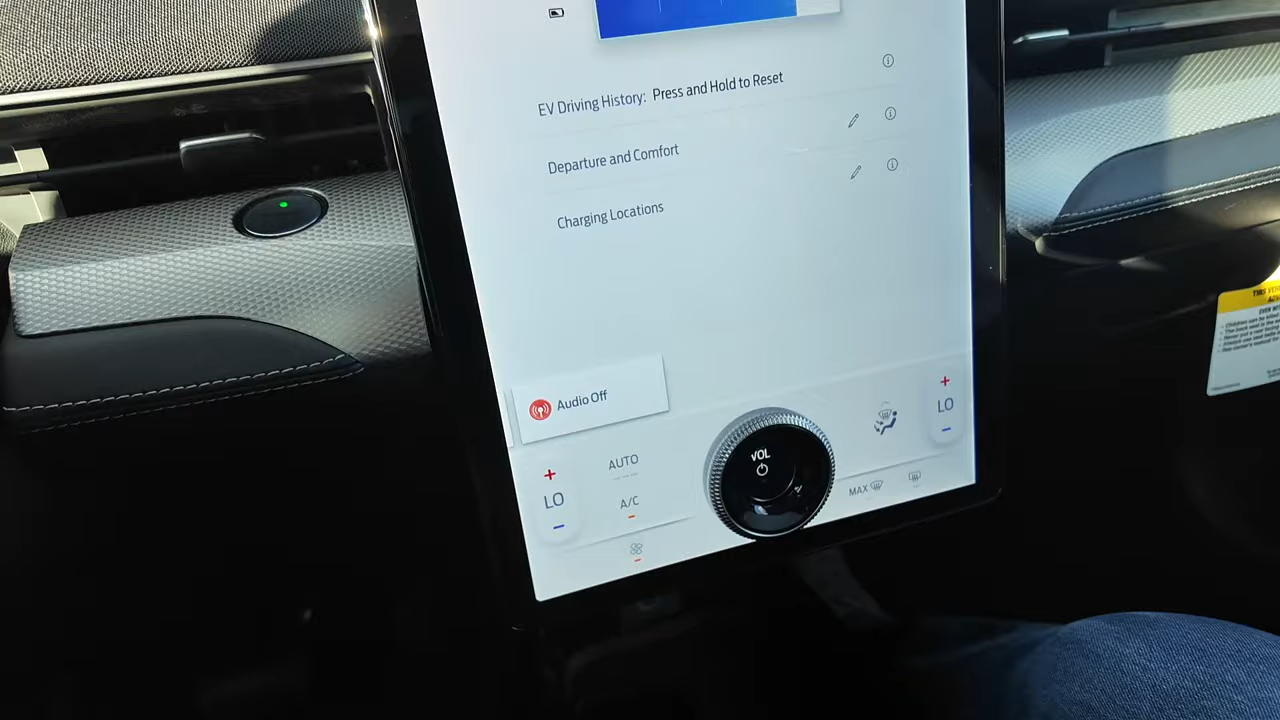 EV Driving History: Press and Hold to Reset
Departure and Comfort
Charging Locations
Audio Off
AUTO
A/C
LO
VOL
MAX
LO